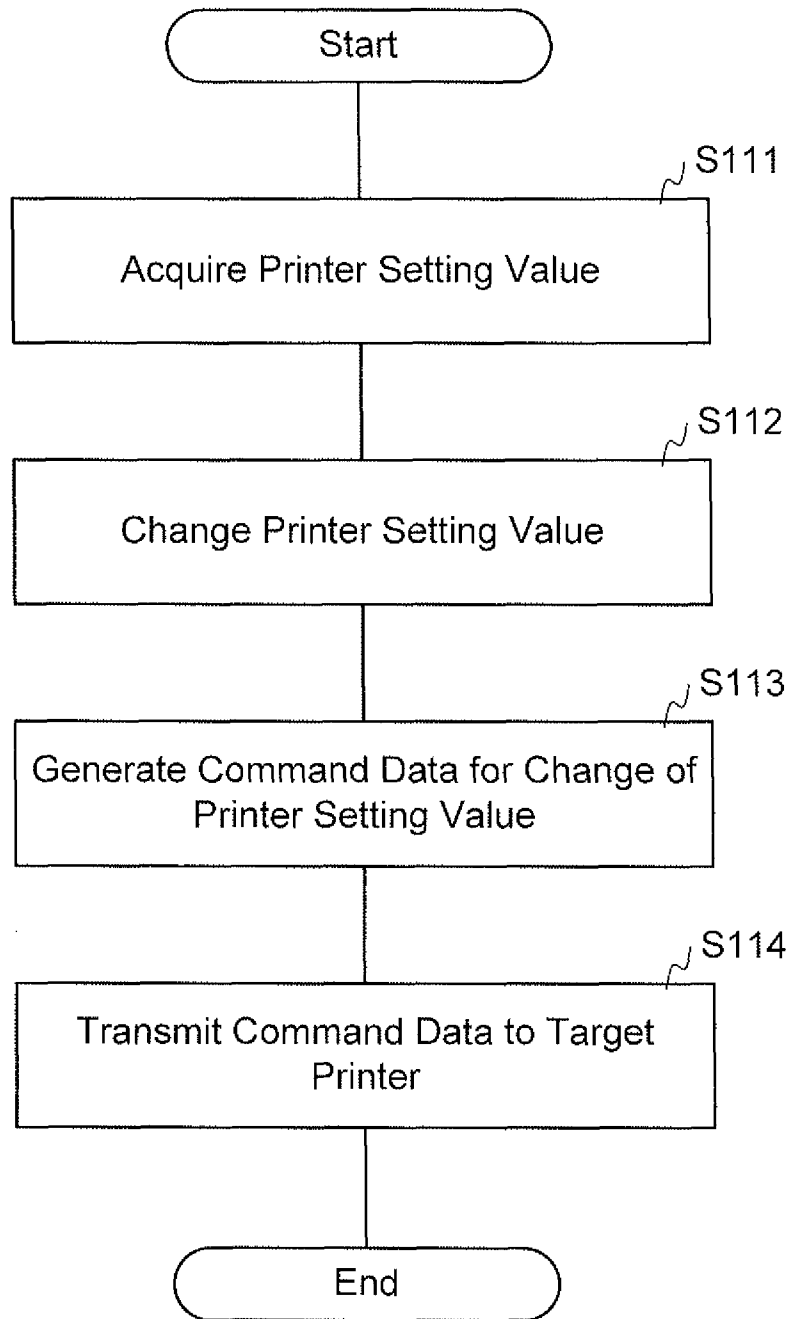 Start
S111
Acquire Printer Setting Value
S112
Change Printer Setting Value
S113
Generate Command Data for Change of
Printer Setting Value
S114
Transmit Command Data to Target
Printer
End